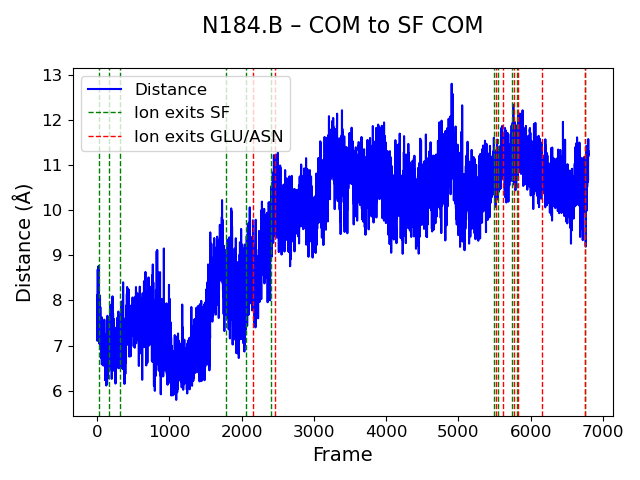 N184.B – COM to SF COM
Distance
Ion exits SF
Ion exits GLU/ASN
Distance (Å)
13
12
11
10
9
8
7
6
0 1000 2000 3000 4000 5000 6000 7000
Frame